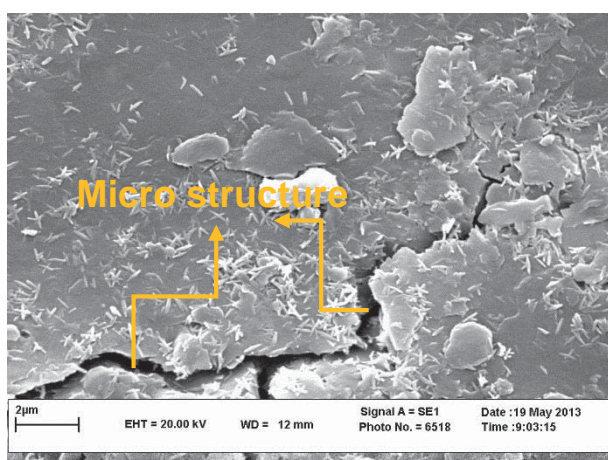 Micro structure
2µm
EHT = 20.00 kV
WD = 12 mm
Signal A = SE1
Photo No. = 6518
Date :19 May 2013
Time :9:03:15